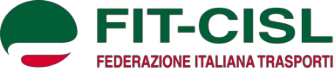 FIT-CISL
FEDERAZIONE ITALIANA TRASPORTI